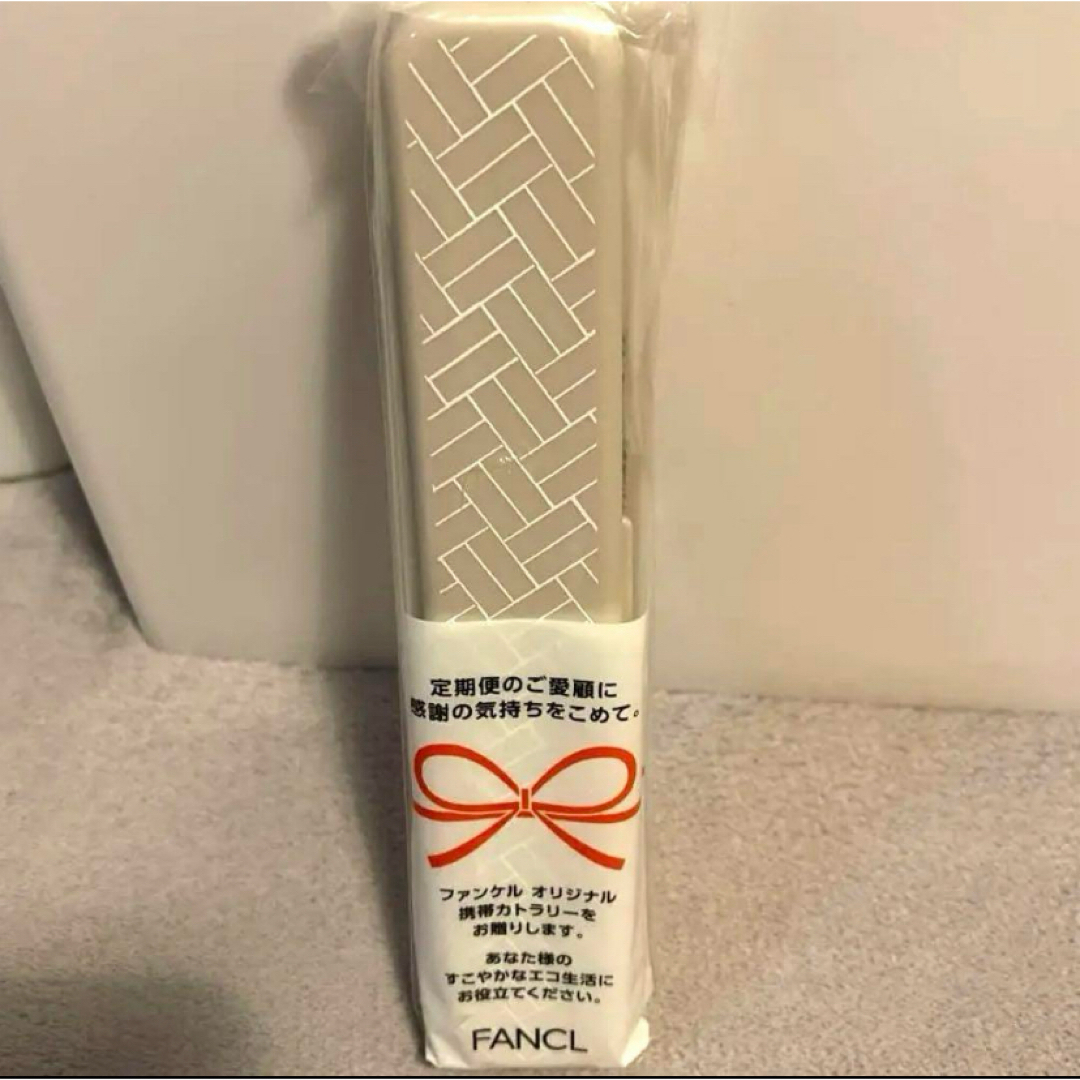 定期便のご愛顧に
感謝の気持ちをこめて。
ファンケル オリジナル
携帯カトラリーを
お贈りします。
あなた様の
すこやかなエコ生活に
お役立てください。
FANCL